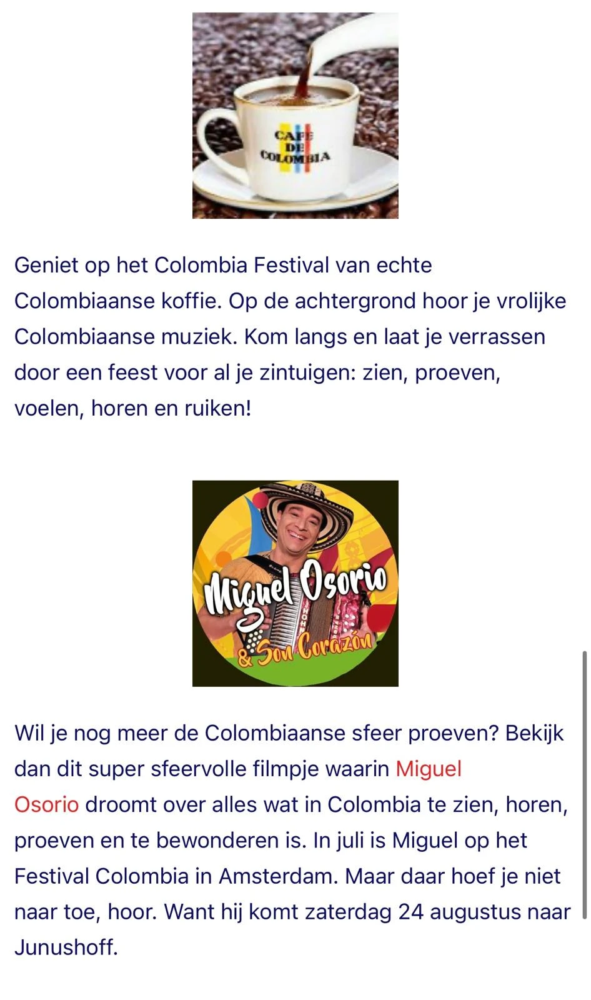 CAFE
DE
COLOMBIA
Geniet op het Colombia Festival van echte
Colombiaanse koffie. Op de achtergrond hoor je vrolijke
Colombiaanse muziek. Kom langs en laat je verrassen
door een feest voor al je zintuigen: zien, proeven,
voelen, horen en ruiken!
Miguel Osorio
& Son Corazón
Wil je nog meer de Colombiaanse sfeer proeven? Bekijk
dan dit super sfeervolle filmpje waarin Miguel
Osorio droomt over alles wat in Colombia te zien, horen,
proeven en te bewonderen is. In juli is Miguel op het
Festival Colombia in Amsterdam. Maar daar hoef je niet
naar toe, hoor. Want hij komt zaterdag 24 augustus naar
Junushoff.